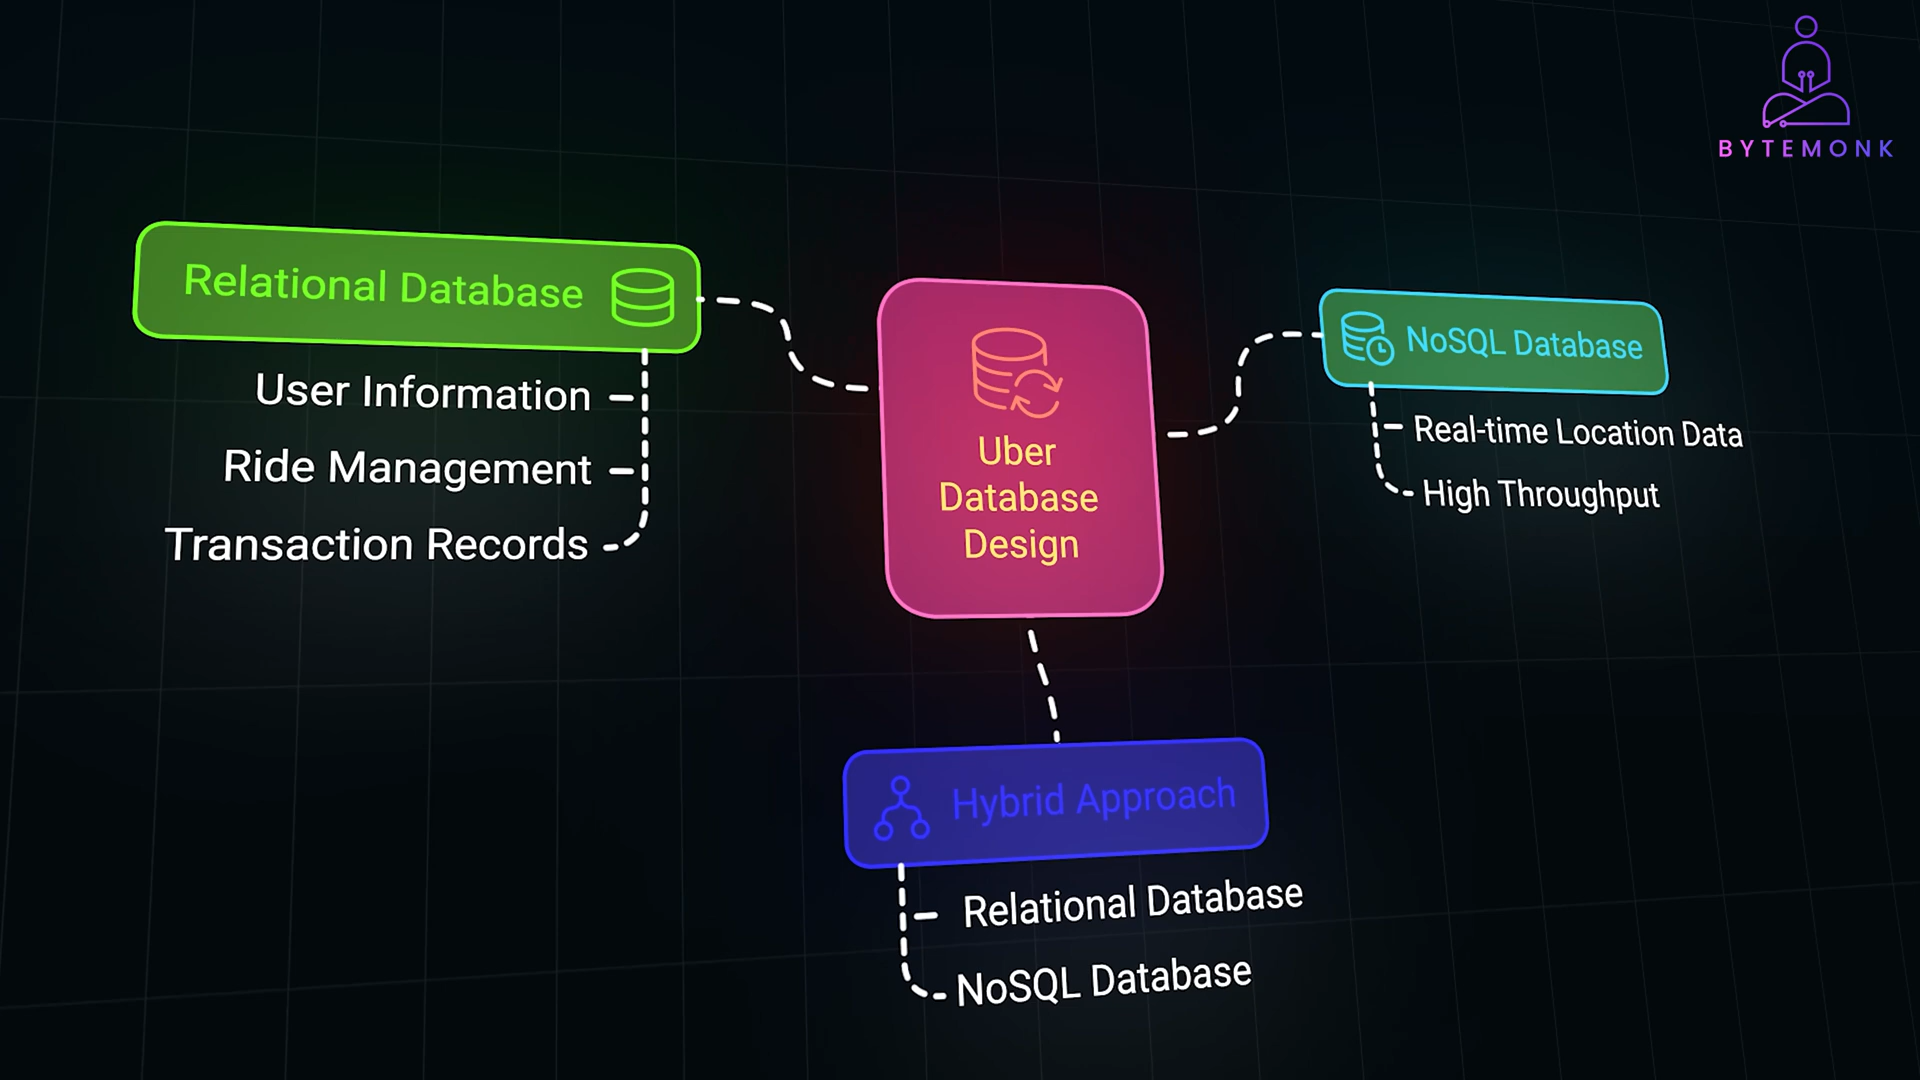 BYTEMONK
Relational Database
User Information
Ride Management
Transaction Records
Uber
Database
Design
NoSQL Database
Real-time Location Data
High Throughput
Hybrid Approach
Relational Database
NoSQL Database